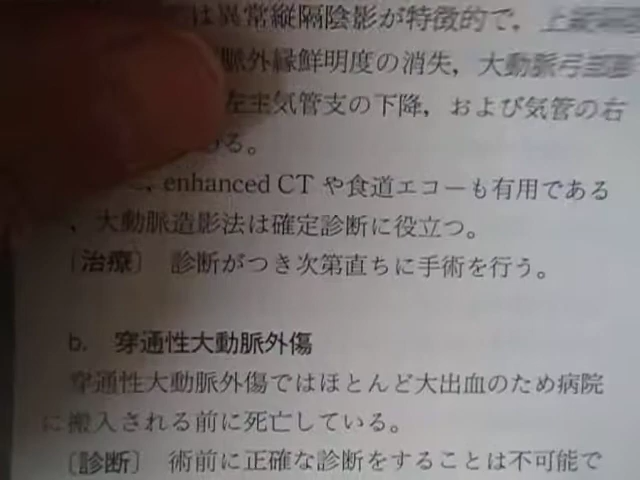 は異常縦隔陰影が特徴的で，上縦隔
脈外縁鮮明度の消失，大動脈弓部
左主気管支の下降，および気管の右
る。
，enhanced CT や食道エコーも有用である
，大動脈造影法は確定診断に役立つ。
〔治療〕 診断がつき次第直ちに手術を行う。
b. 穿通性大動脈外傷
穿通性大動脈外傷ではほとんど大出血のため病院
に搬入される前に死亡している。
〔診断〕 術前に正確な診断をすることは不可能で